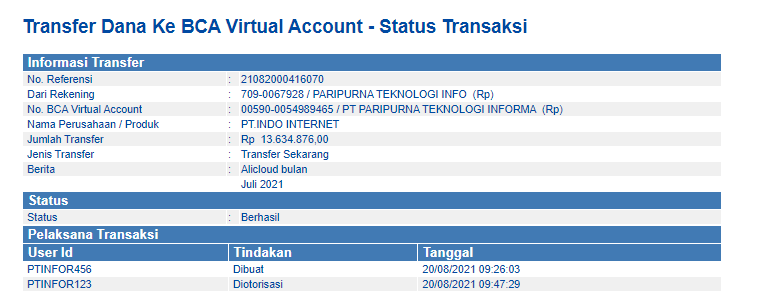 Transfer Dana Ke BCA Virtual Account - Status Transaksi
Informasi Transfer
No. Referensi : 21082000416070
Dari Rekening : 709-0067928 / PARIPURNA TEKNOLOGI INFO (Rp)
No. BCA Virtual Account : 00590-0054989465 / PT PARIPURNA TEKNOLOGI INFORMA (Rp)
Nama Perusahaan / Produk : PT.INDO INTERNET
Jumlah Transfer : Rp 13.634.876,00
Jenis Transfer : Transfer Sekarang
Berita : Alicloud bulan
Juli 2021
Status
Status : Berhasil
Pelaksana Transaksi
User Id Tindakan Tanggal
PTINFOR456 Dibuat 20/08/2021 09:26:03
PTINFOR123 Diotorisasi 20/08/2021 09:47:29